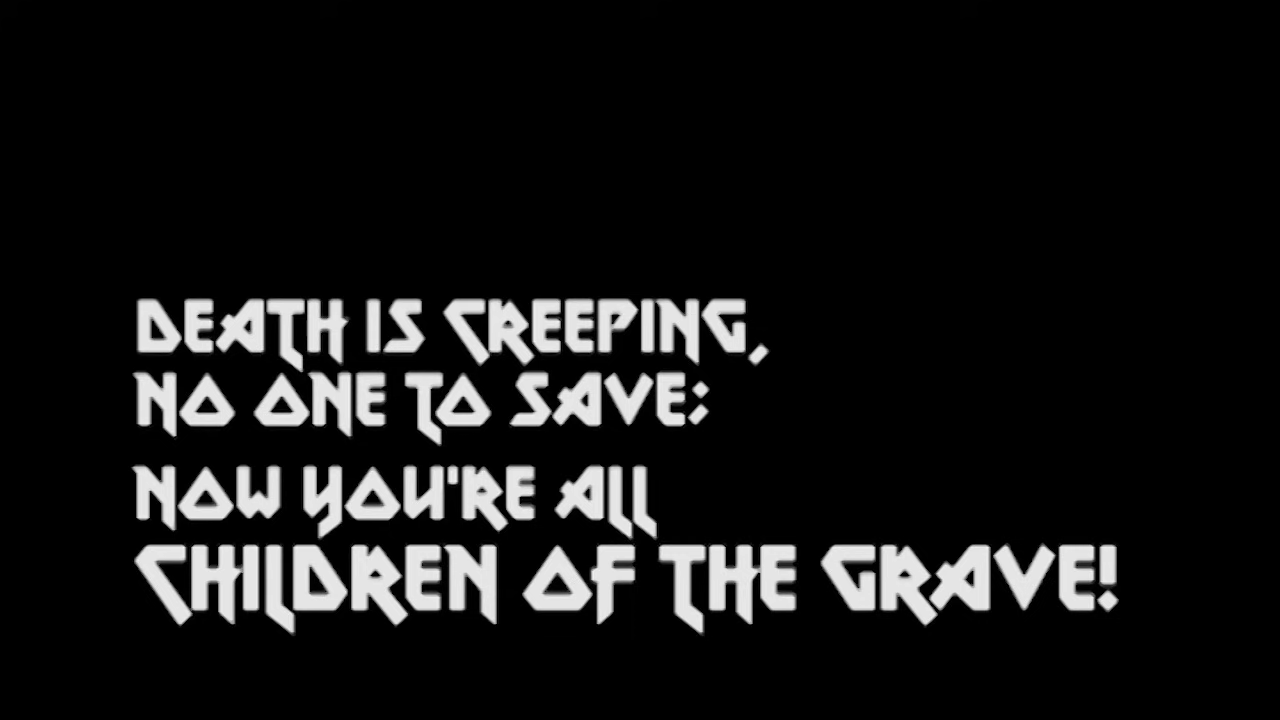 DEATH IS CREEPING,
NO ONE TO SAVE:
NOW YOU'RE ALL
CHILDREN OF THE GRAVE!